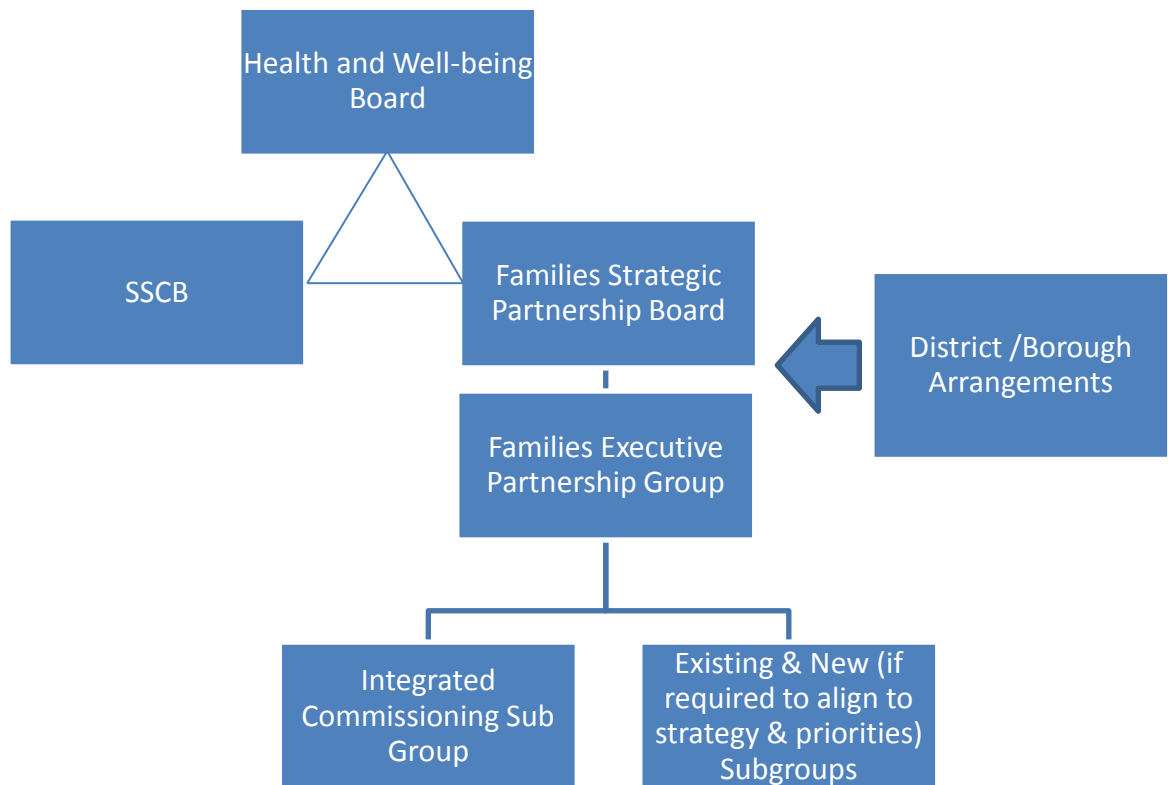 Health and Well-being
Board
SSCB
Families Strategic
Partnership Board
District /Borough
Arrangements
Families Executive
Partnership Group
Integrated
Commissioning Sub
Group
Existing & New (if
required to align to
strategy & priorities)
Subgroups